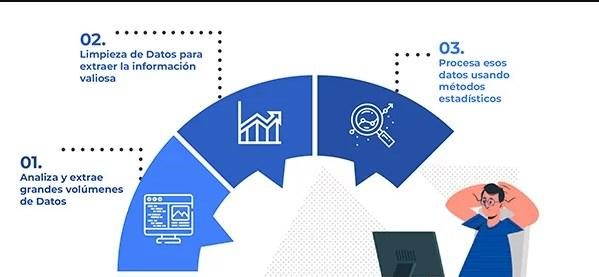 01.
Analiza y extrae
grandes volúmenes
de Datos
02.
Limpieza de Datos para
extraer la información
valiosa
03.
Procesa esos
datos usando
métodos
estadísticos